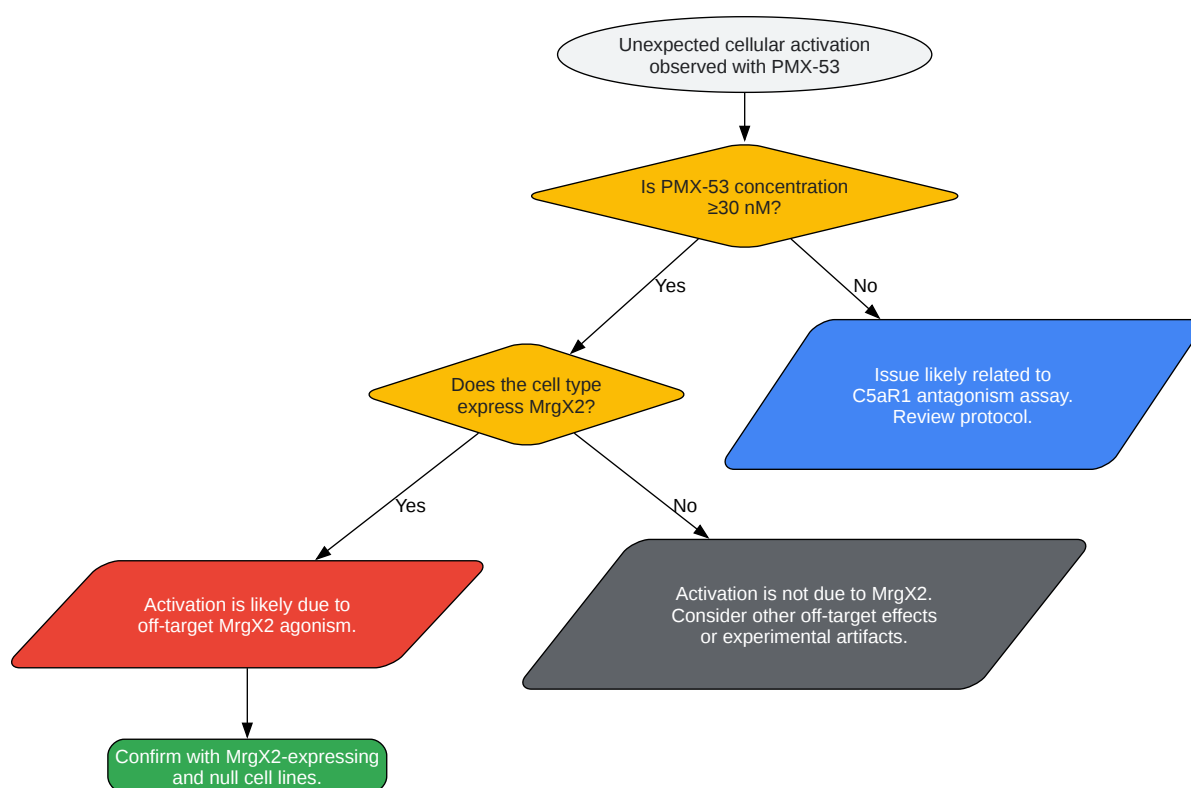 Unexpected cellular activation
observed with PMX-53
Is PMX-53 concentration
≥30 nM?
Yes
No
Does the cell type
express MrgX2?
Issue likely related to
C5aR1 antagonism assay.
Review protocol.
Yes
No
Activation is likely due to
off-target MrgX2 agonism.
Activation is not due to MrgX2.
Consider other off-target effects
or experimental artifacts.
Confirm with MrgX2-expressing
and null cell lines.